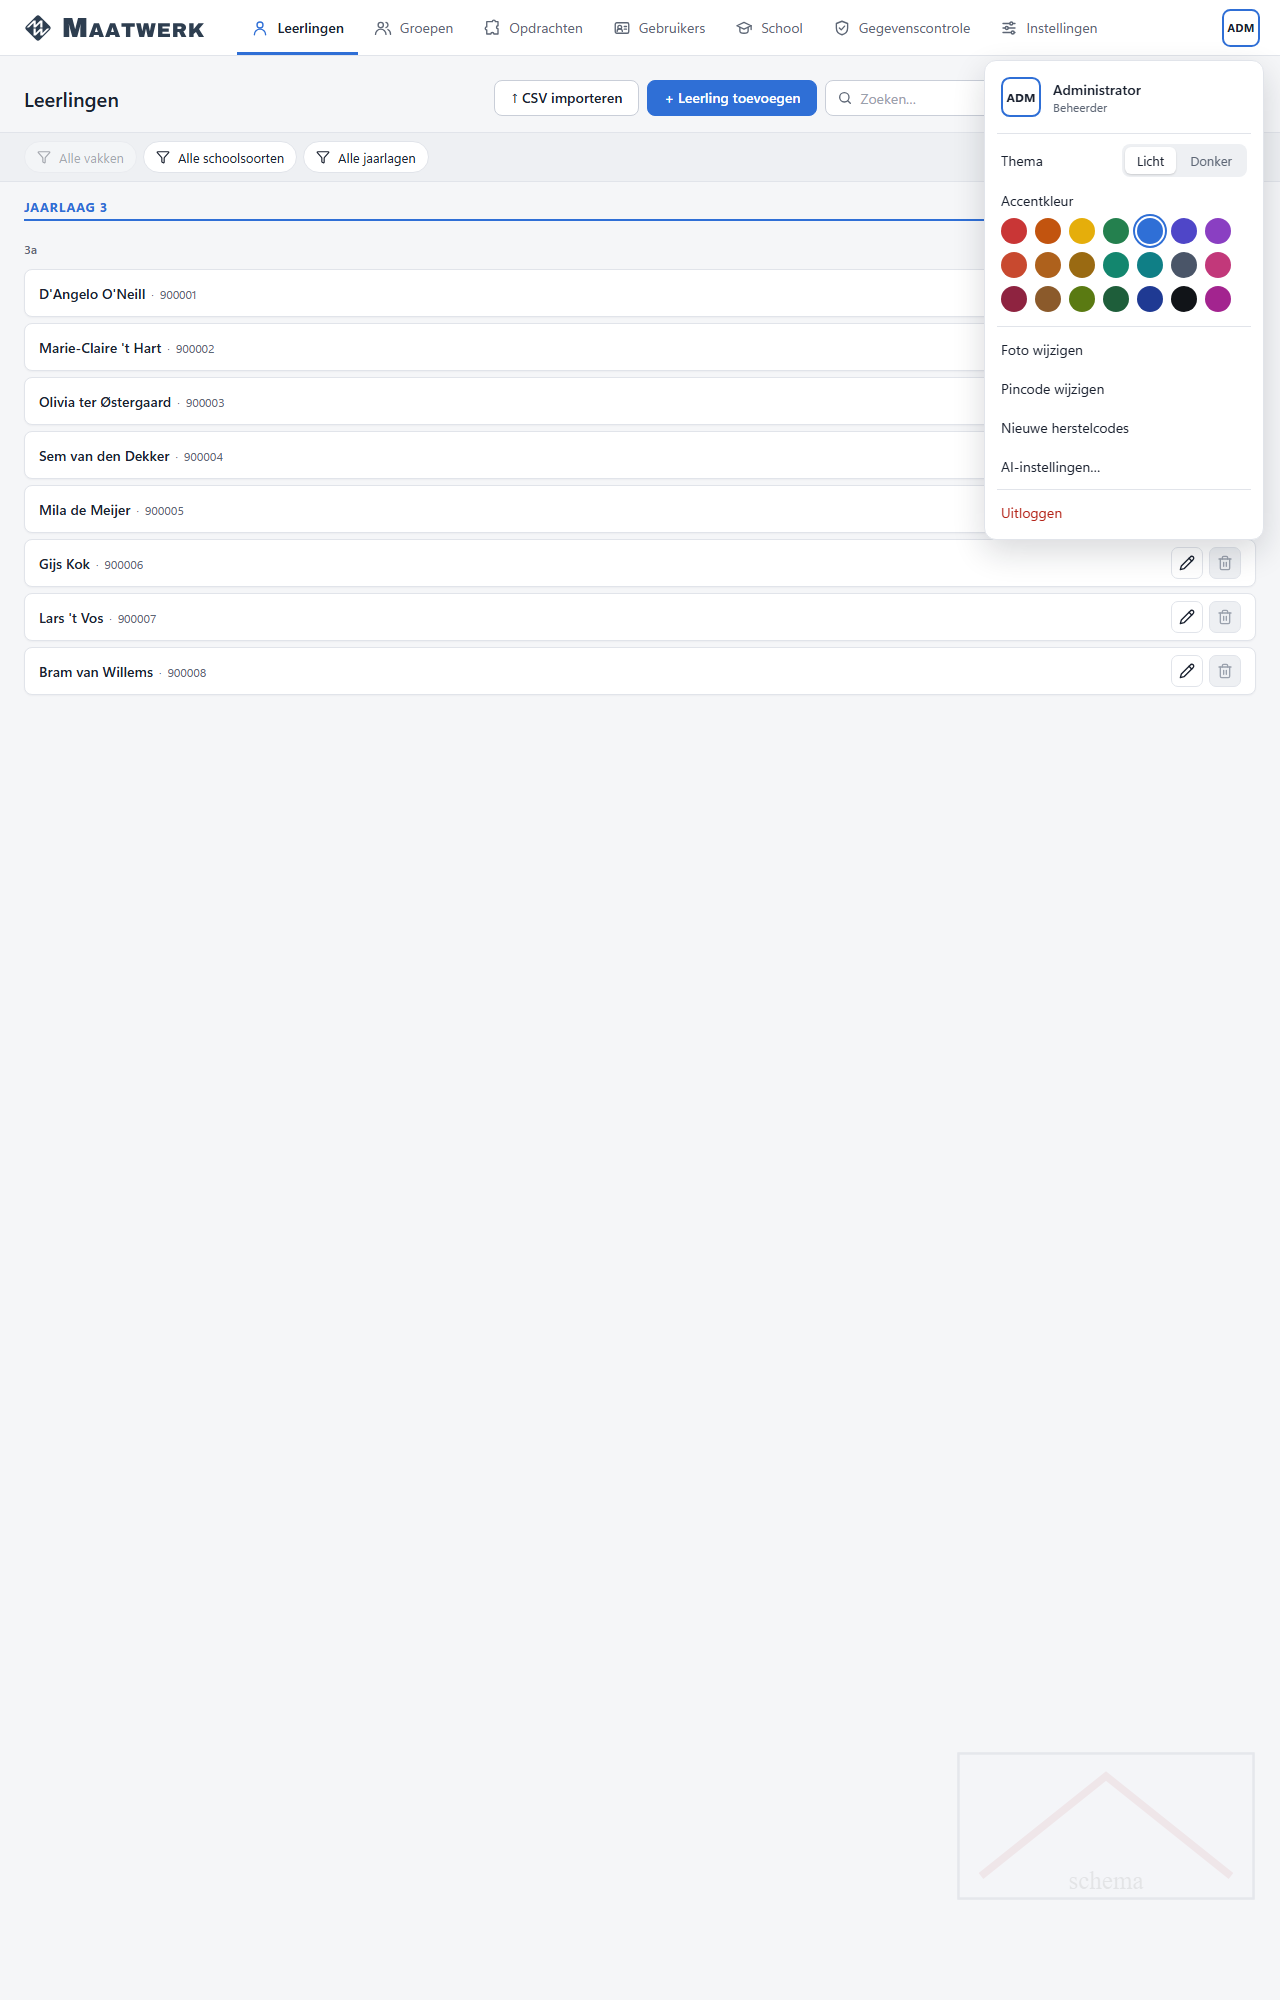 MAATWERK
Leerlingen
Groepen
Opdrachten
Gebruikers
School
Gegevenscontrole
Instellingen
ADM
Leerlingen
↑ CSV importeren
+ Leerling toevoegen
Zoeken...
Alle vakken
Alle schoolsoorten
Alle jaarlagen
JAARLAAG 3
3a
D'Angelo O'Neill · 900001
Marie-Claire 't Hart · 900002
Olivia ter Østergaard · 900003
Sem van den Dekker · 900004
Mila de Meijer · 900005
Gijs Kok · 900006
Lars 't Vos · 900007
Bram van Willems · 900008
ADM
Administrator
Beheerder
Thema
Licht
Donker
Accentkleur
Foto wijzigen
Pincode wijzigen
Nieuwe herstelcodes
AI-instellingen...
Uitloggen
schema